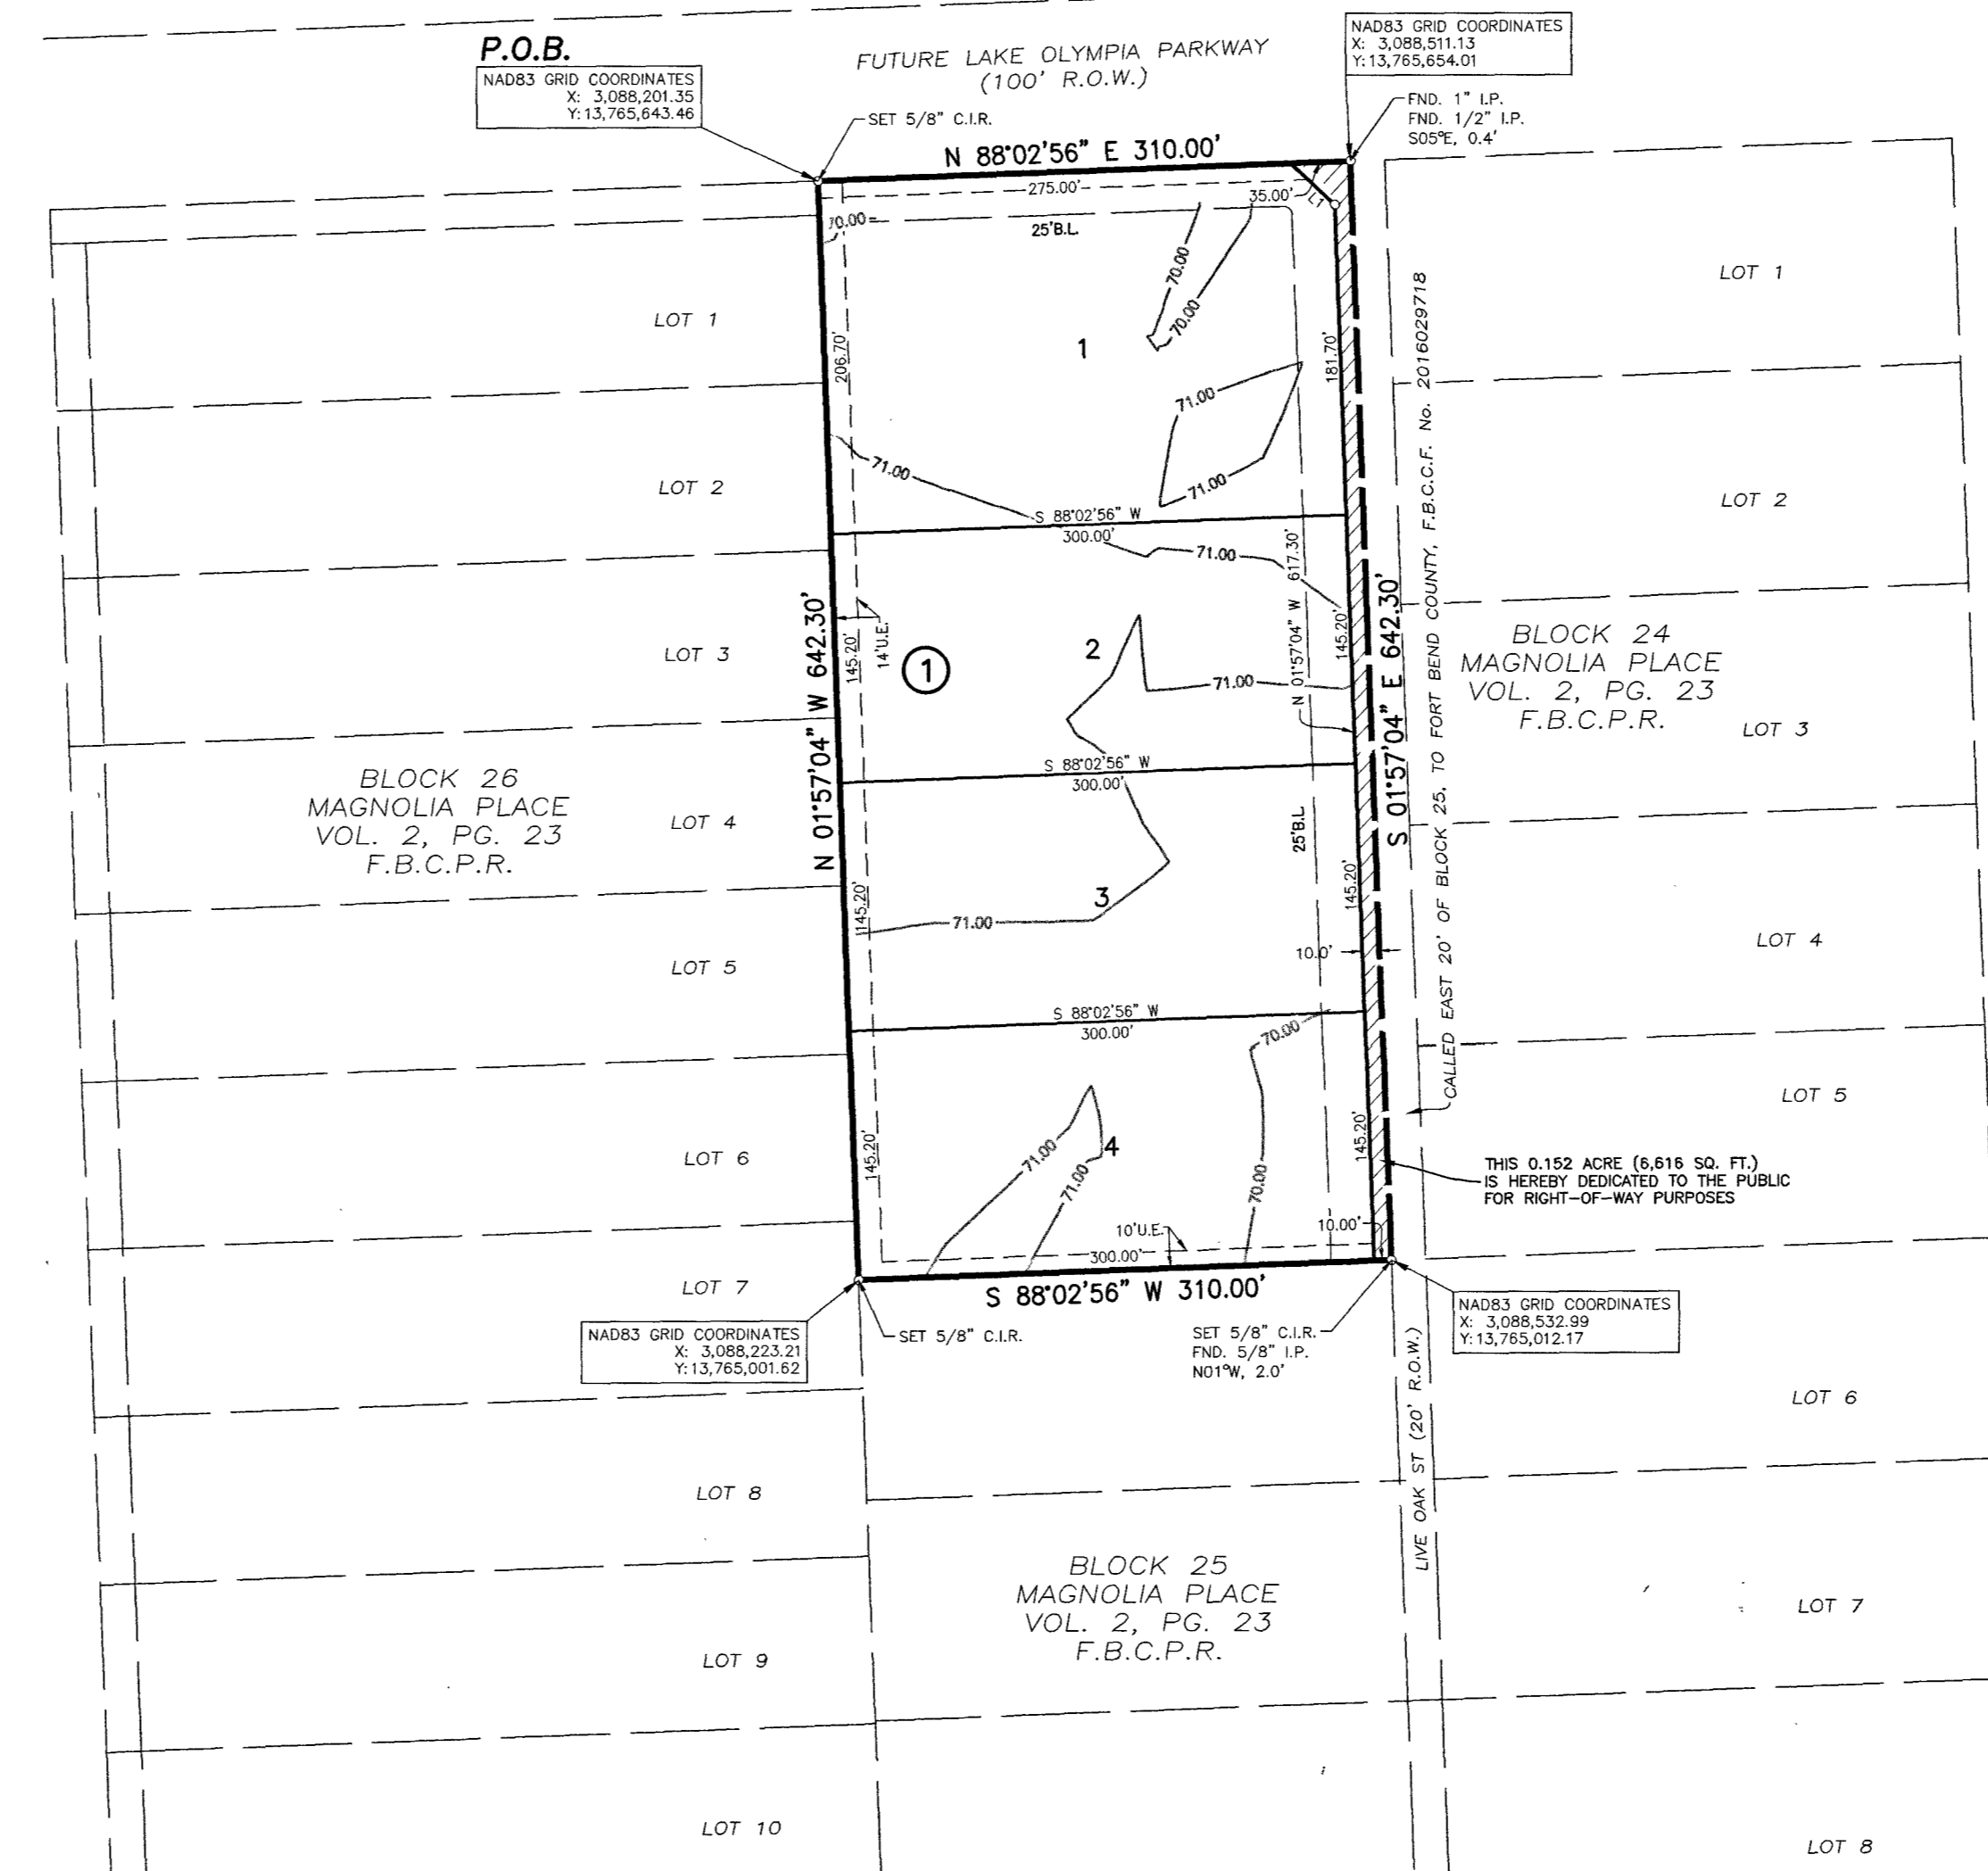 P.O.B.
NAD83 GRID COORDINATES
X: 3,088,201.35
Y: 13,765,643.46
FUTURE LAKE OLYMPIA PARKWAY
(100' R.O.W.)
NAD83 GRID COORDINATES
X: 3,088,511.13
Y: 13,765,654.01
SET 5/8" C.I.R.
FND. 1" I.P.
FND. 1/2" I.P.
S05°E, 0.4'
N 88°02'56" E 310.00'
275.00'
35.00'
L1
70.00
25'B.L.
70.00
70.00
1
206.70'
181.70'
71.00
71.00
71.00
S 88°02'56" W
300.00'
71.00
N 01°57'04" W 617.30'
145.20'
14'U.E.
145.20'
2
1
71.00
N 01°57'04" W 642.30'
S 01°57'04" E 642.30'
S 88°02'56" W
300.00'
25'B.L.
145.20'
145.20'
3
71.00
10.0'
S 88°02'56" W
300.00'
70.00
71.00
71.00
4
70.00
145.20'
145.20'
10'U.E.
10.00'
300.00'
S 88°02'56" W 310.00'
LOT 1
LOT 2
LOT 3
BLOCK 26
MAGNOLIA PLACE
VOL. 2, PG. 23
F.B.C.P.R.
LOT 4
LOT 5
LOT 6
LOT 7
LOT 8
LOT 9
LOT 10
CALLED EAST 20' OF BLOCK 25, TO FORT BEND COUNTY, F.B.C.C.F. No. 2016029718
LOT 1
LOT 2
BLOCK 24
MAGNOLIA PLACE
VOL. 2, PG. 23
F.B.C.P.R.
LOT 3
LOT 4
LOT 5
THIS 0.152 ACRE (6,616 SQ. FT.)
IS HEREBY DEDICATED TO THE PUBLIC
FOR RIGHT-OF-WAY PURPOSES
NAD83 GRID COORDINATES
X: 3,088,223.21
Y: 13,765,001.62
SET 5/8" C.I.R.
SET 5/8" C.I.R.
FND. 5/8" I.P.
N01°W, 2.0'
NAD83 GRID COORDINATES
X: 3,088,532.99
Y: 13,765,012.17
LIVE OAK ST (20' R.O.W.)
LOT 6
LOT 7
LOT 8
BLOCK 25
MAGNOLIA PLACE
VOL. 2, PG. 23
F.B.C.P.R.